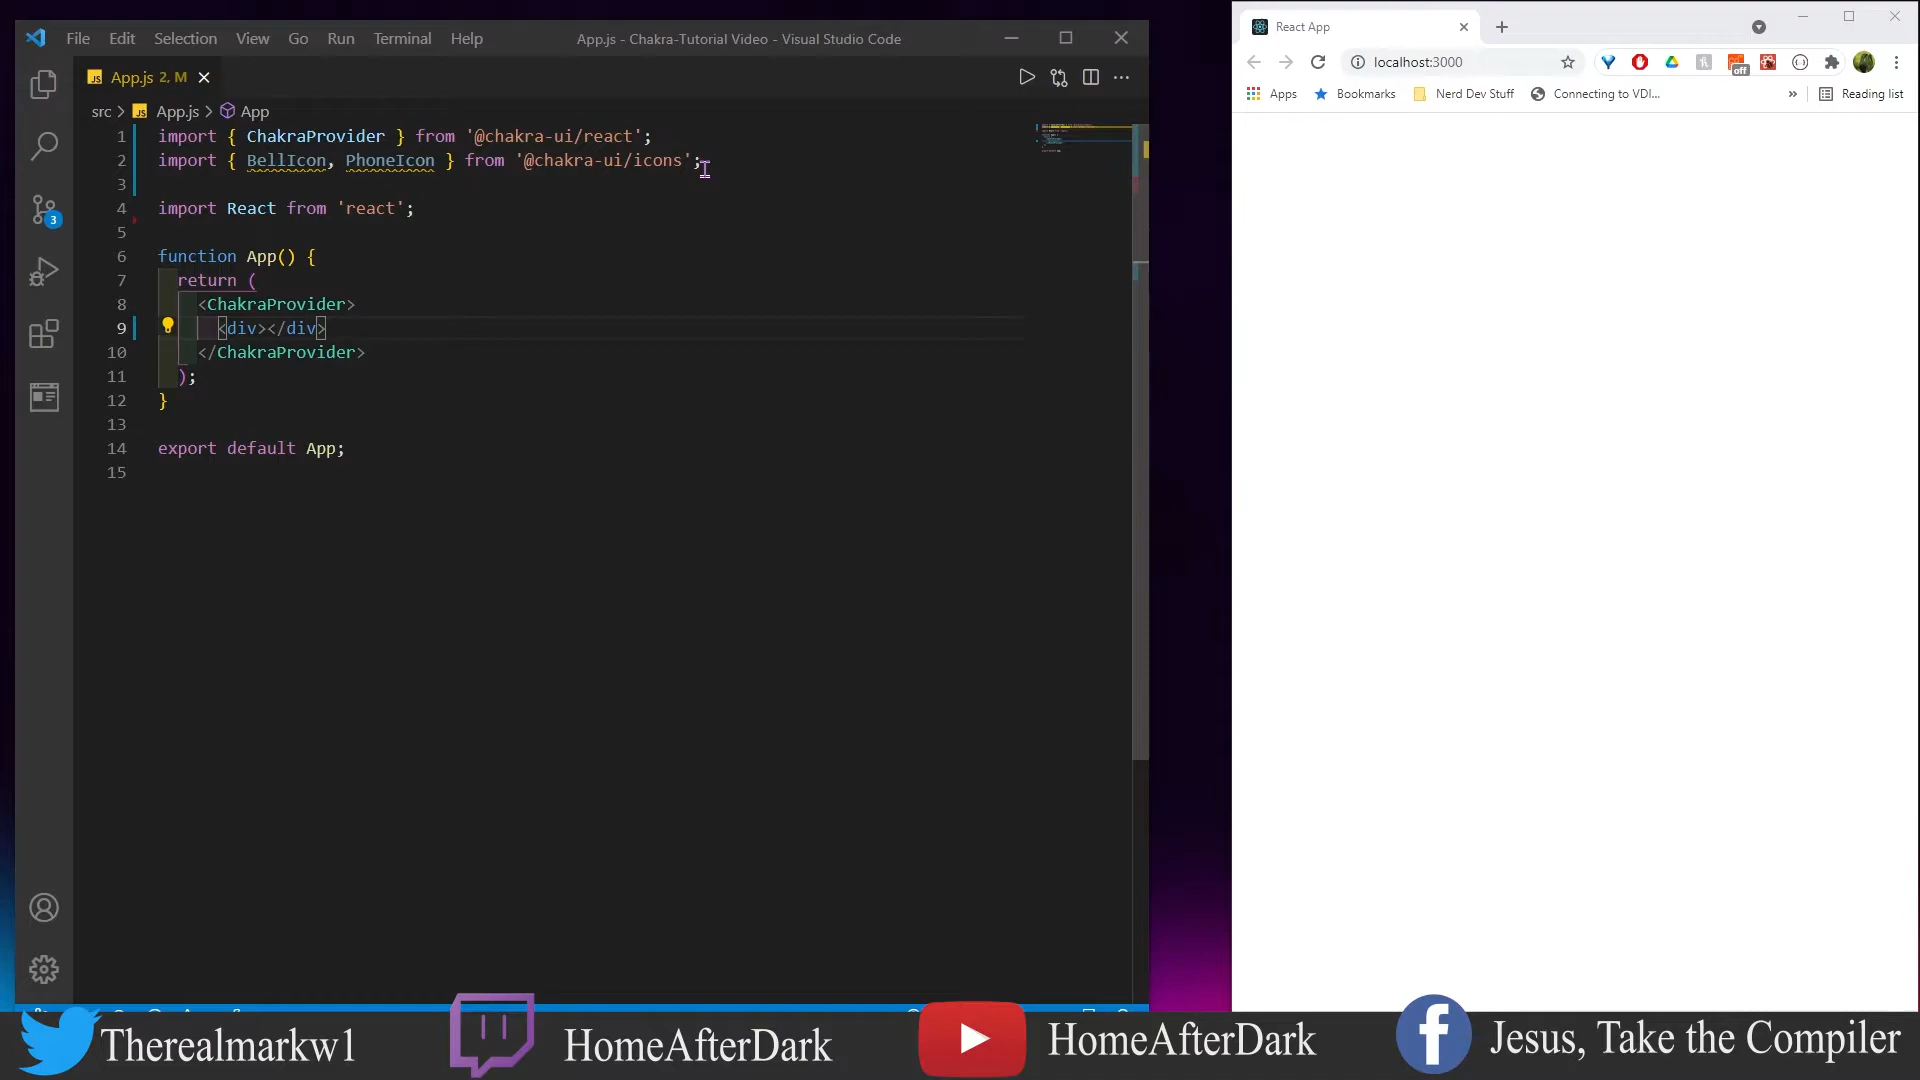 File Edit Selection View Go Run Terminal Help
App.js - Chakra-Tutorial Video - Visual Studio Code
App.js 2, M
src > App.js > App
1 import { ChakraProvider } from '@chakra-ui/react';
2 import { BellIcon, PhoneIcon } from '@chakra-ui/icons';
3
4 import React from 'react';
5
6 function App() {
7 return (
8 <ChakraProvider>
9 <div></div>
10 </ChakraProvider>
11 );
12 }
13
14 export default App;
15
3
React App
localhost:3000
off
Apps Bookmarks Nerd Dev Stuff Connecting to VDI... » Reading list
Therealmarkw1
HomeAfterDark
HomeAfterDark
Jesus, Take the Compiler